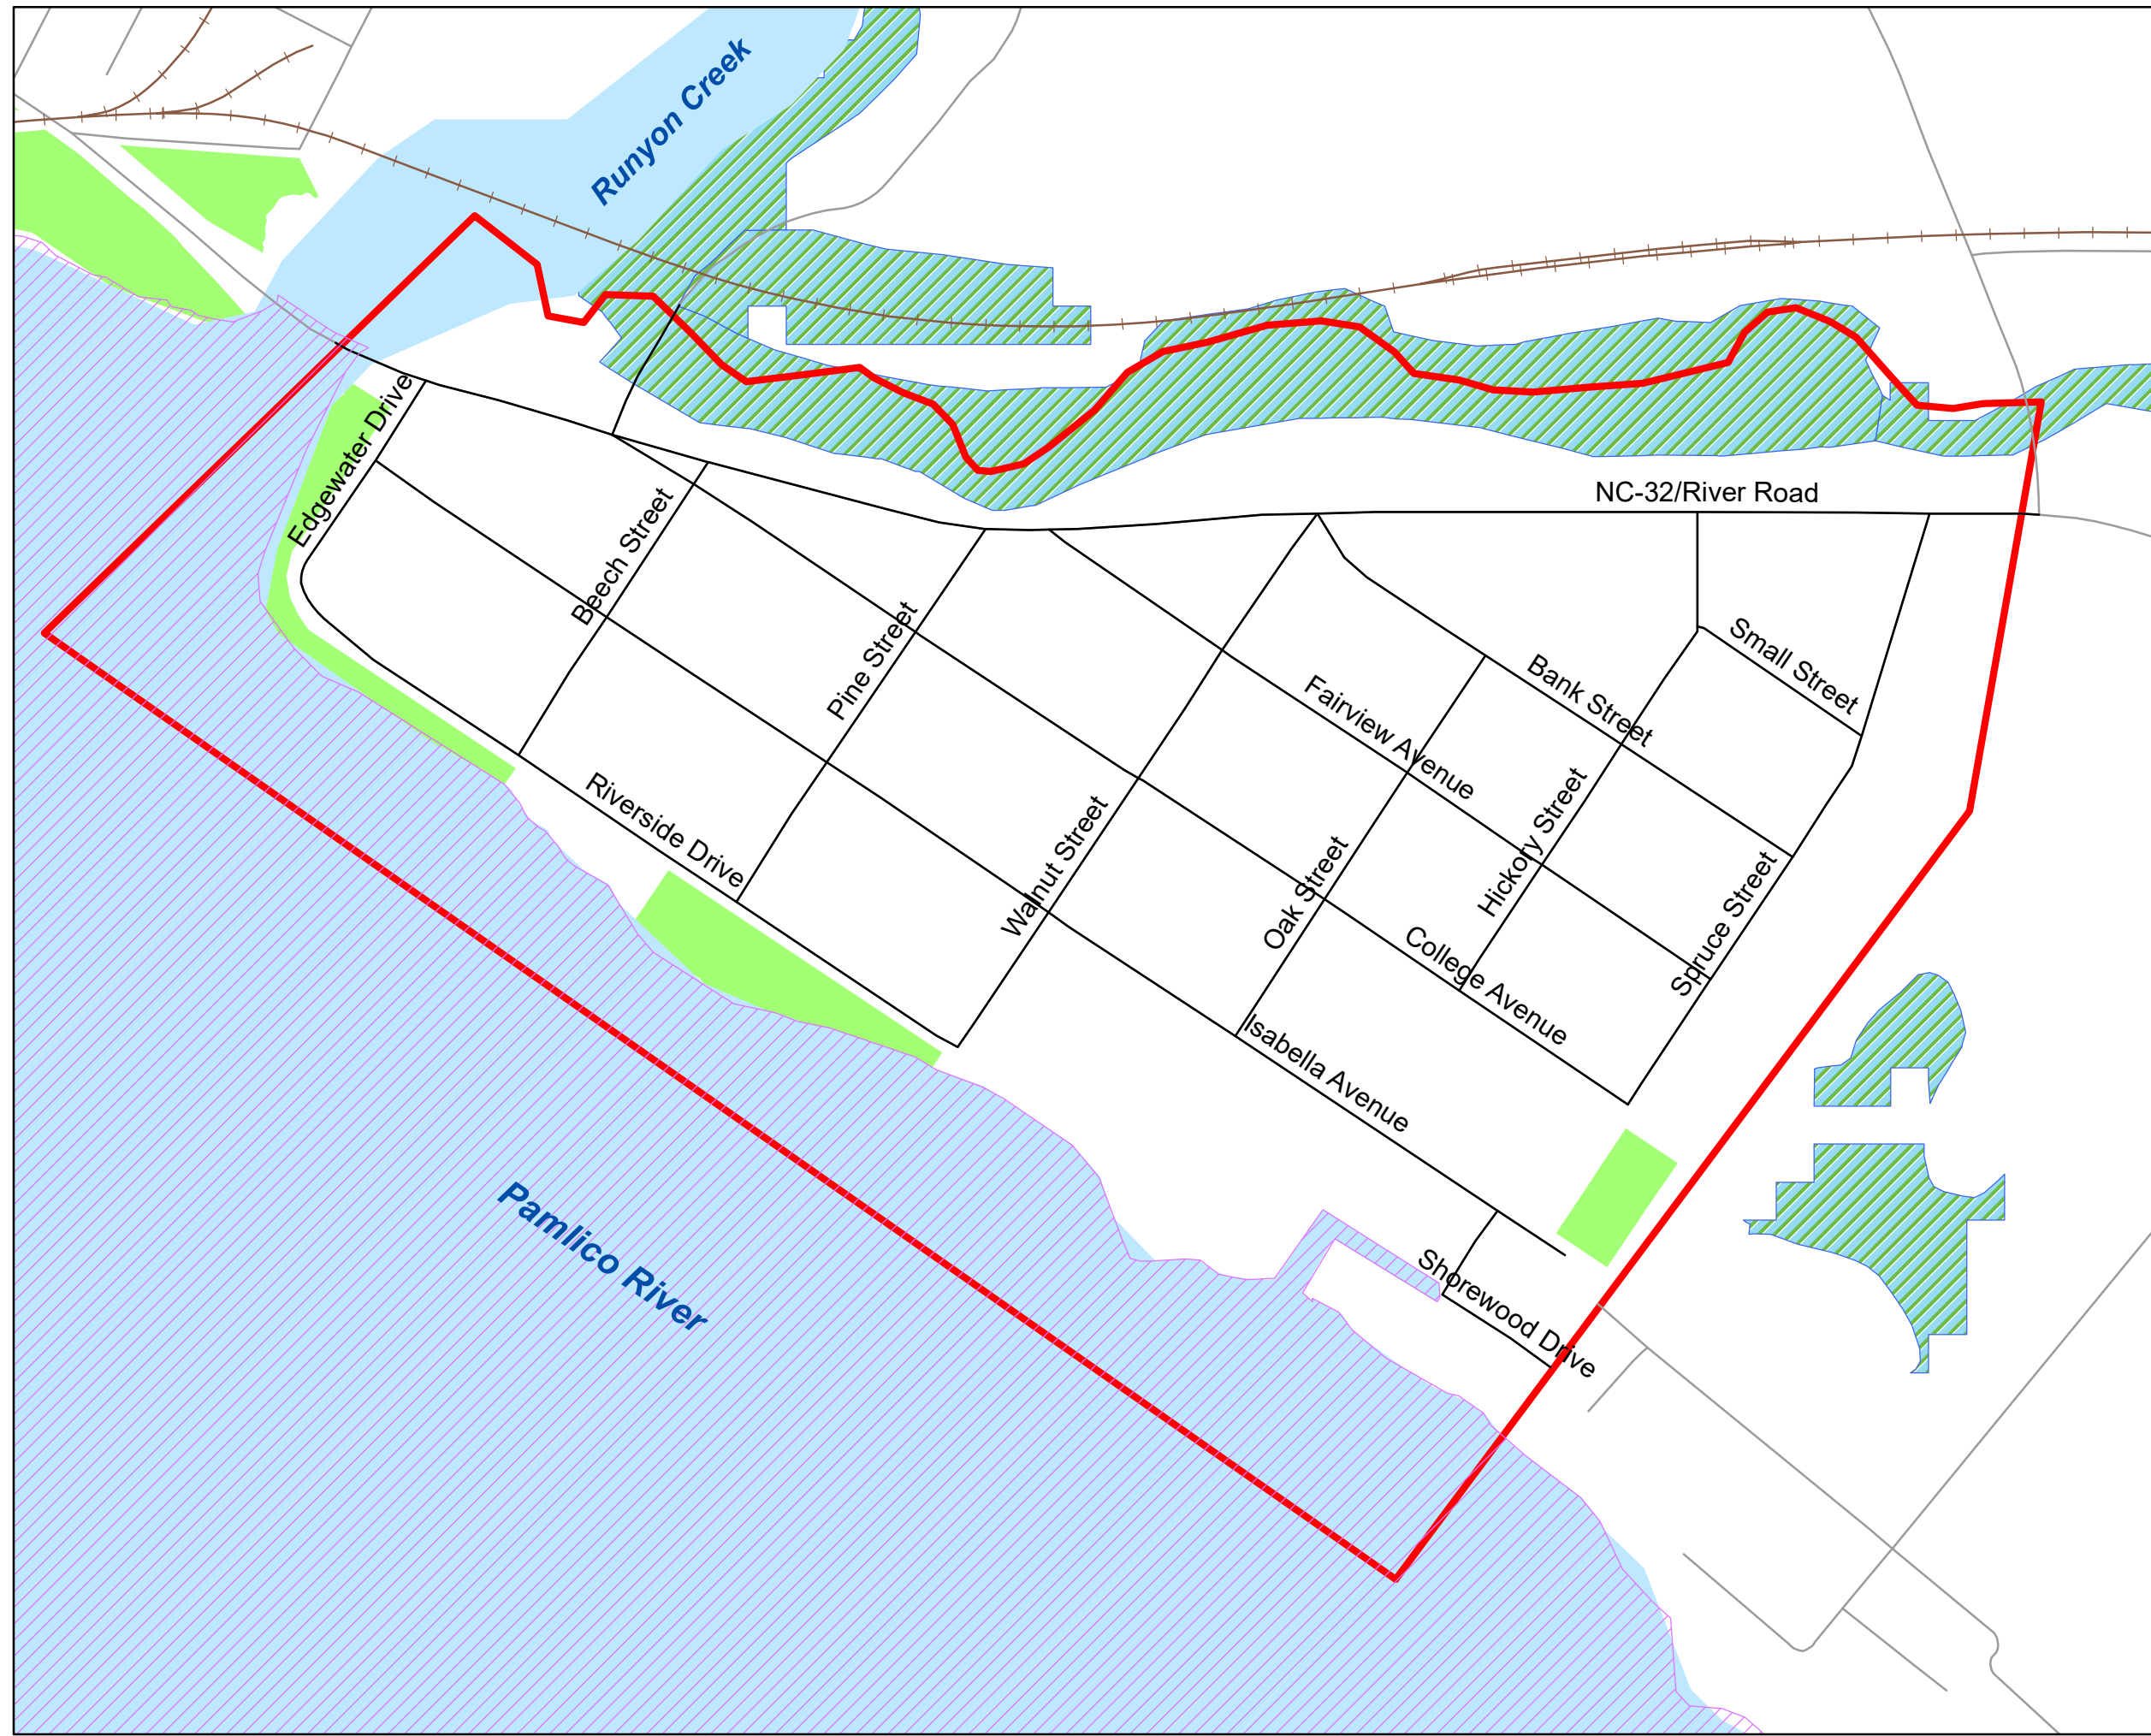 Runyon Creek
Edgewater Drive
NC-32/River Road
Beech Street
Pine Street
Small Street
Bank Street
Fairview Avenue
Hickory Street
Riverside Drive
Walnut Street
Oak Street
Spruce Street
College Avenue
Isabella Avenue
Pamlico River
Shorewood Drive